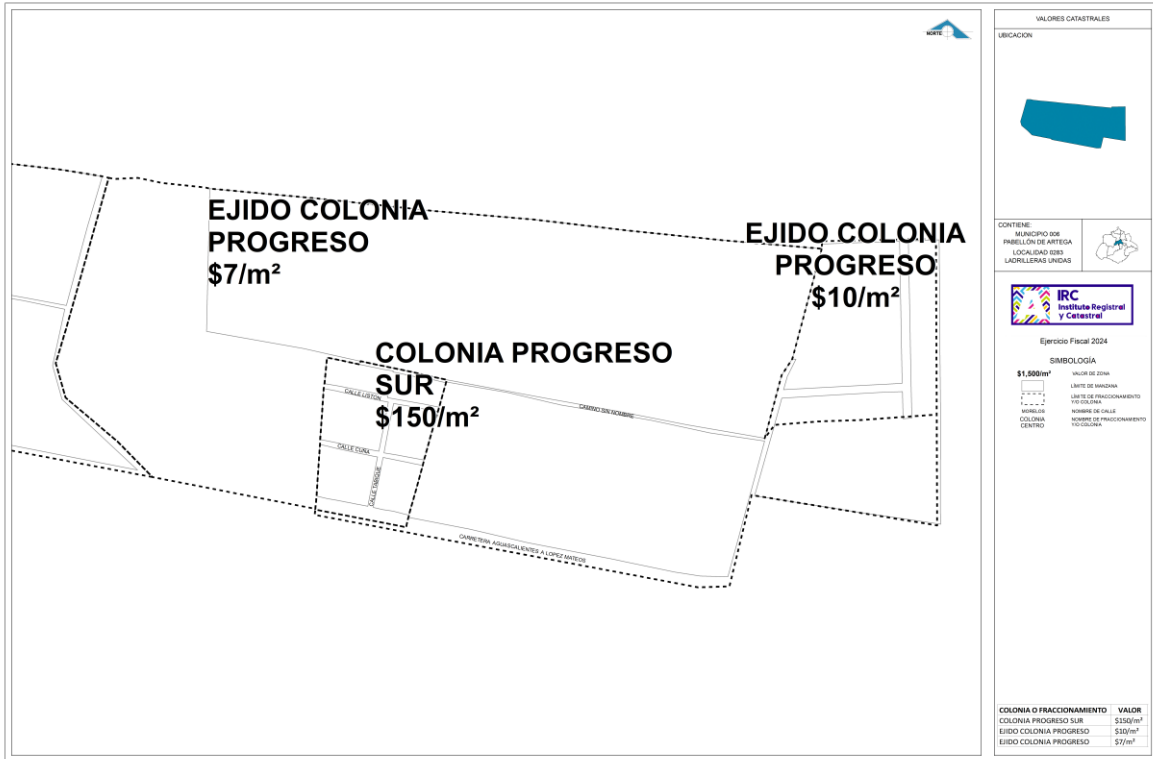 NORTE
EJIDO COLONIA
PROGRESO
$7/m²
EJIDO COLONIA
PROGRESO
$10/m²
COLONIA PROGRESO
SUR
$150/m²
CALLE LISTON
CALLE CUÑA
CALLE TABIQUE
CAMINO SIN NOMBRE
CARRETERA AGUASCALIENTES A LOPEZ MATEOS
VALORES CATASTRALES
UBICACION
CONTIENE:
MUNICIPIO 006
PABELLÓN DE ARTEGA
LOCALIDAD 0283
LADRILLERAS UNIDAS
IRC
Instituto Registral
y Catastral
Ejercicio Fiscal 2024
SIMBOLOGÍA
$1,500/m² VALOR DE ZONA
LÍMITE DE MANZANA
LÍMITE DE FRACCIONAMIENTO
Y/O COLONIA
MORELOS NOMBRE DE CALLE
COLONIA CENTRO NOMBRE DE FRACCIONAMIENTO
Y/O COLONIA
COLONIA O FRACCIONAMIENTO VALOR
COLONIA PROGRESO SUR $150/m²
EJIDO COLONIA PROGRESO $10/m²
EJIDO COLONIA PROGRESO $7/m²